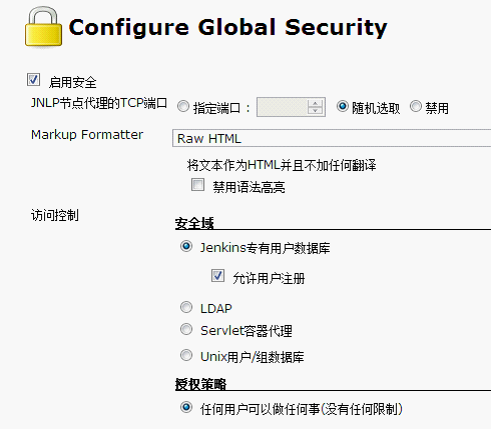 Configure Global Security
启用安全
JNLP节点代理的TCP端口 指定端口： 随机选取 禁用
Markup Formatter Raw HTML
将文本作为HTML并且不加任何翻译
禁用语法高亮
访问控制
安全域
Jenkins专有用户数据库
允许用户注册
LDAP
Servlet容器代理
Unix用户/组数据库
授权策略
任何用户可以做任何事(没有任何限制)